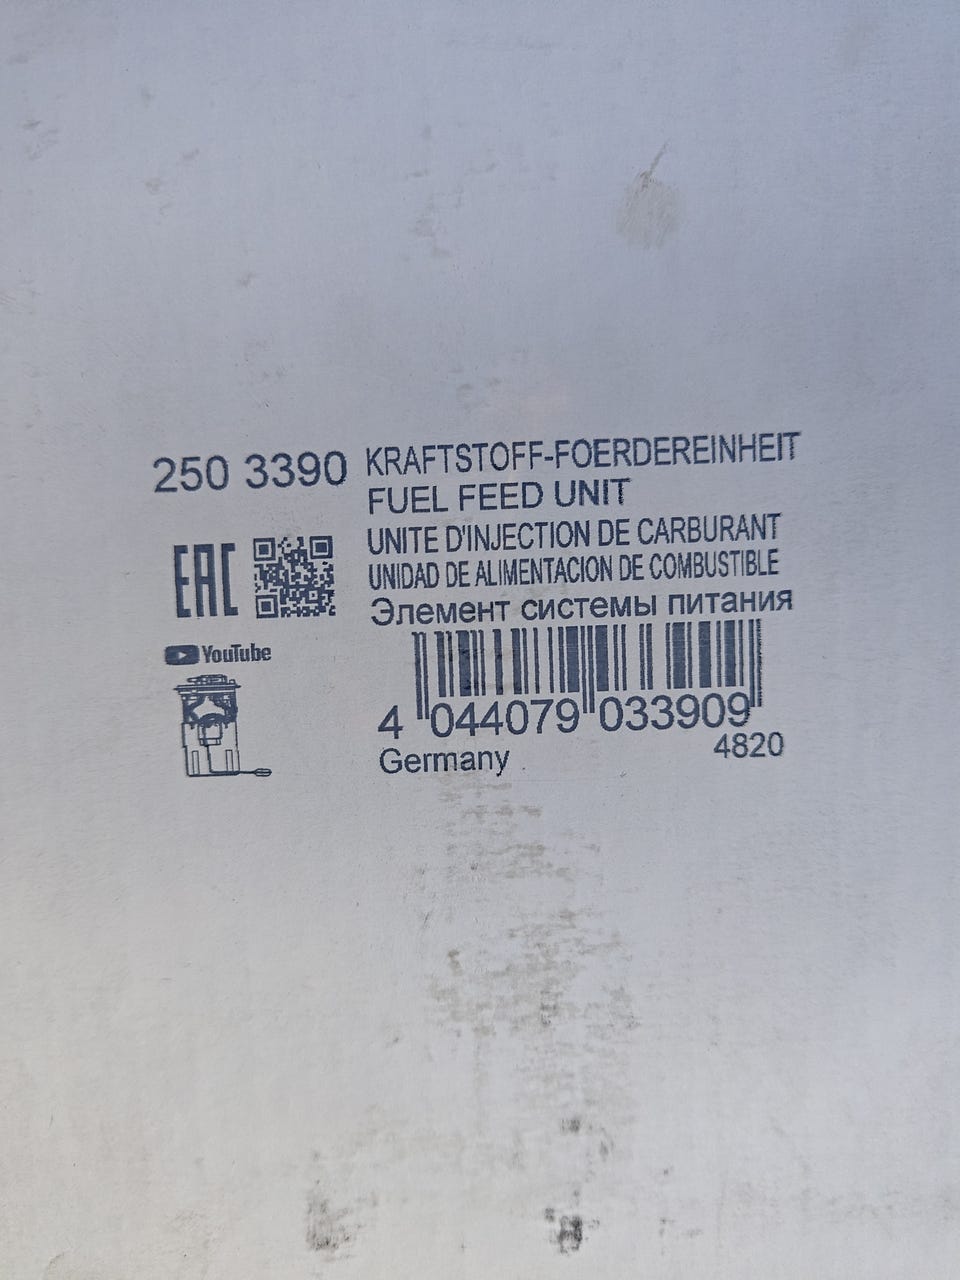 250 3390
KRAFTSTOFF-FOERDEREINHEIT
FUEL FEED UNIT
UNITE D'INJECTION DE CARBURANT
UNIDAD DE ALIMENTACION DE COMBUSTIBLE
Элемент системы питания
EAC
YouTube
4 044079 033909
Germany
4820